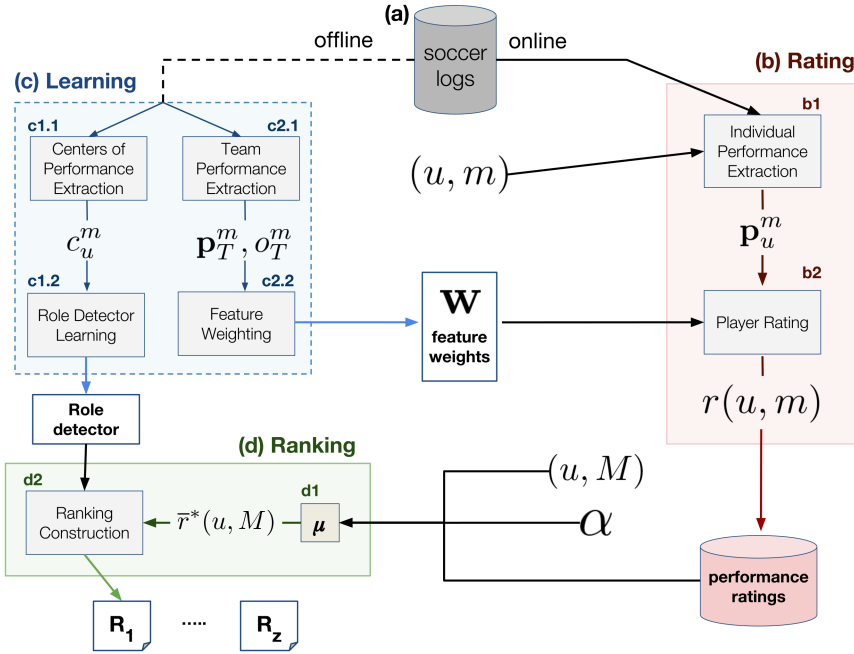 (a)
offline
soccer
logs
online
(c) Learning
(b) Rating
c1.1
Centers of
Performance
Extraction
c2.1
Team
Performance
Extraction
b1
Individual
Performance
Extraction
(u, m)
c_u^m
p_T^m, o_T^m
p_u^m
c1.2
Role Detector
Learning
c2.2
Feature
Weighting
w
feature
weights
b2
Player Rating
r(u, m)
Role
detector
(d) Ranking
d2
Ranking
Construction
r̅*(u, M)
d1
μ
(u, M)
α
performance
ratings
R1
.....
Rz